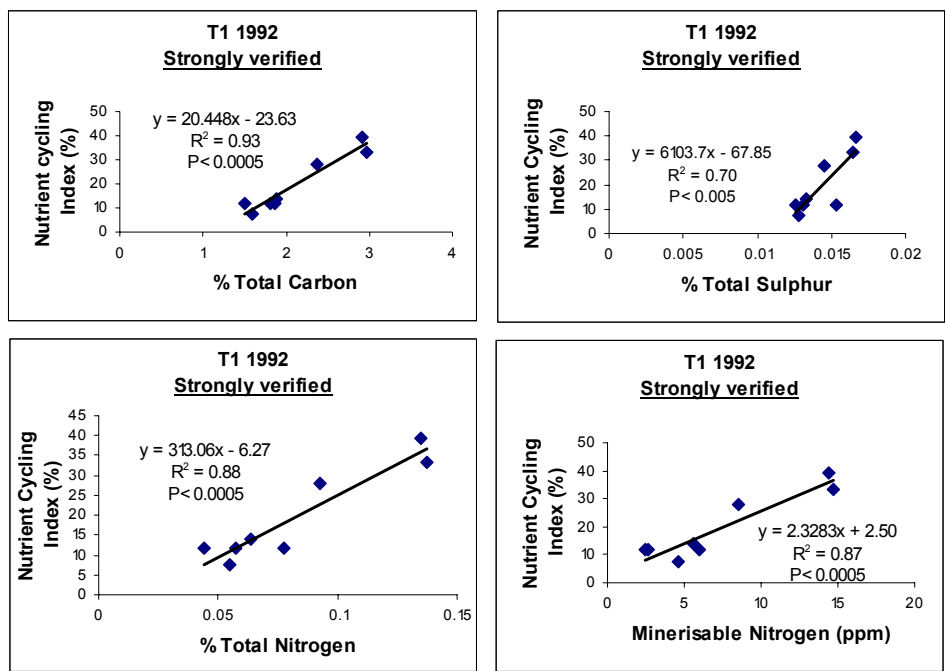 T1 1992
Strongly verified
Nutrient cycling
Index (%)
y = 20.448x - 23.63
R² = 0.93
P< 0.0005
50
40
30
20
10
0
0 1 2 3 4
% Total Carbon
T1 1992
Strongly verified
Nutrient Cycling
Index (%)
y = 6103.7x - 67.85
R² = 0.70
P< 0.005
50
40
30
20
10
0
0 0.005 0.01 0.015 0.02
% Total Sulphur
T1 1992
Strongly verified
Nutrient Cycling
Index (%)
y = 313.06x - 6.27
R² = 0.88
P< 0.0005
45
40
35
30
25
20
15
10
5
0
0 0.05 0.1 0.15
% Total Nitrogen
T1 1992
Strongly verified
Nutrient Cycling
Index (%)
50
40
30
20
10
0
y = 2.3283x + 2.50
R² = 0.87
P< 0.0005
0 5 10 15 20
Minerisable Nitrogen (ppm)